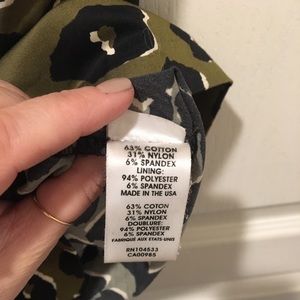 63% COTTON
31% NYLON
6% SPANDEX
LINING:
94% POLYESTER
6% SPANDEX
MADE IN THE USA
63% COTON
31% NYLON
6% SPANDEX
DOUBLURE:
94% POLYESTER
6% SPANDEX
FABRIQUÉ AUX ETATS-UNIS
RN104533
CA00985